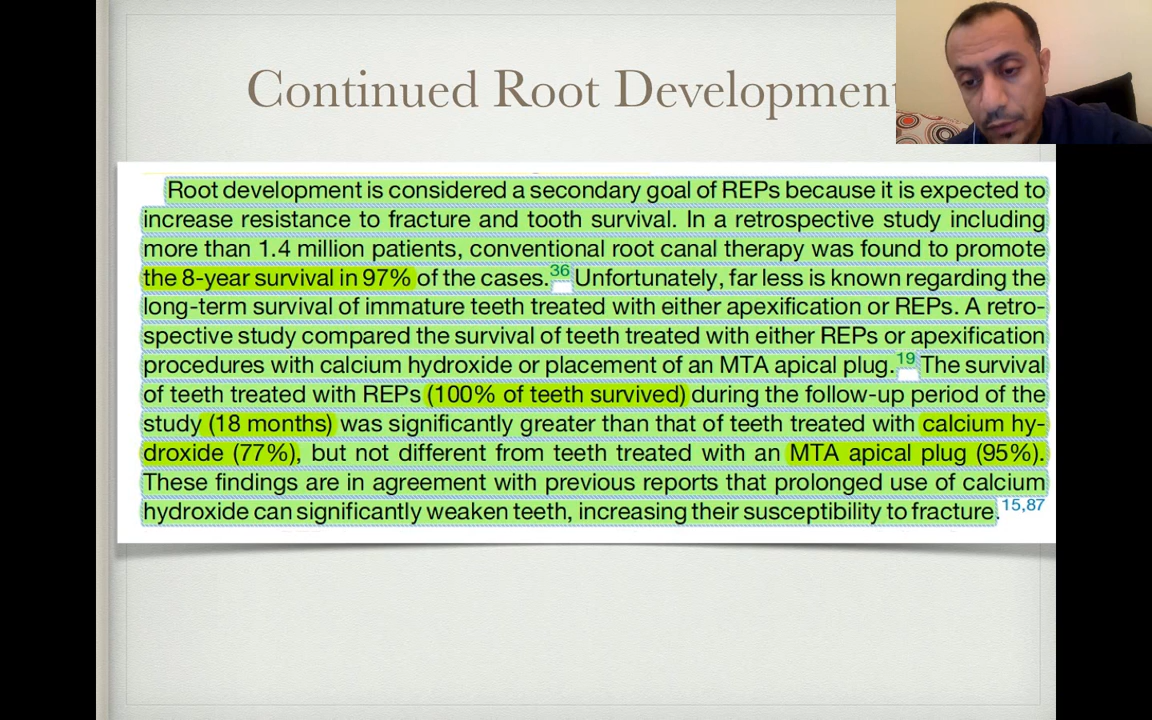 Continued Root Development
Root development is considered a secondary goal of REPs because it is expected to
increase resistance to fracture and tooth survival. In a retrospective study including
more than 1.4 million patients, conventional root canal therapy was found to promote
the 8-year survival in 97% of the cases.36 Unfortunately, far less is known regarding the
long-term survival of immature teeth treated with either apexification or REPs. A retro-
spective study compared the survival of teeth treated with either REPs or apexification
procedures with calcium hydroxide or placement of an MTA apical plug.19 The survival
of teeth treated with REPs (100% of teeth survived) during the follow-up period of the
study (18 months) was significantly greater than that of teeth treated with calcium hy-
droxide (77%), but not different from teeth treated with an MTA apical plug (95%).
These findings are in agreement with previous reports that prolonged use of calcium
hydroxide can significantly weaken teeth, increasing their susceptibility to fracture.15,87